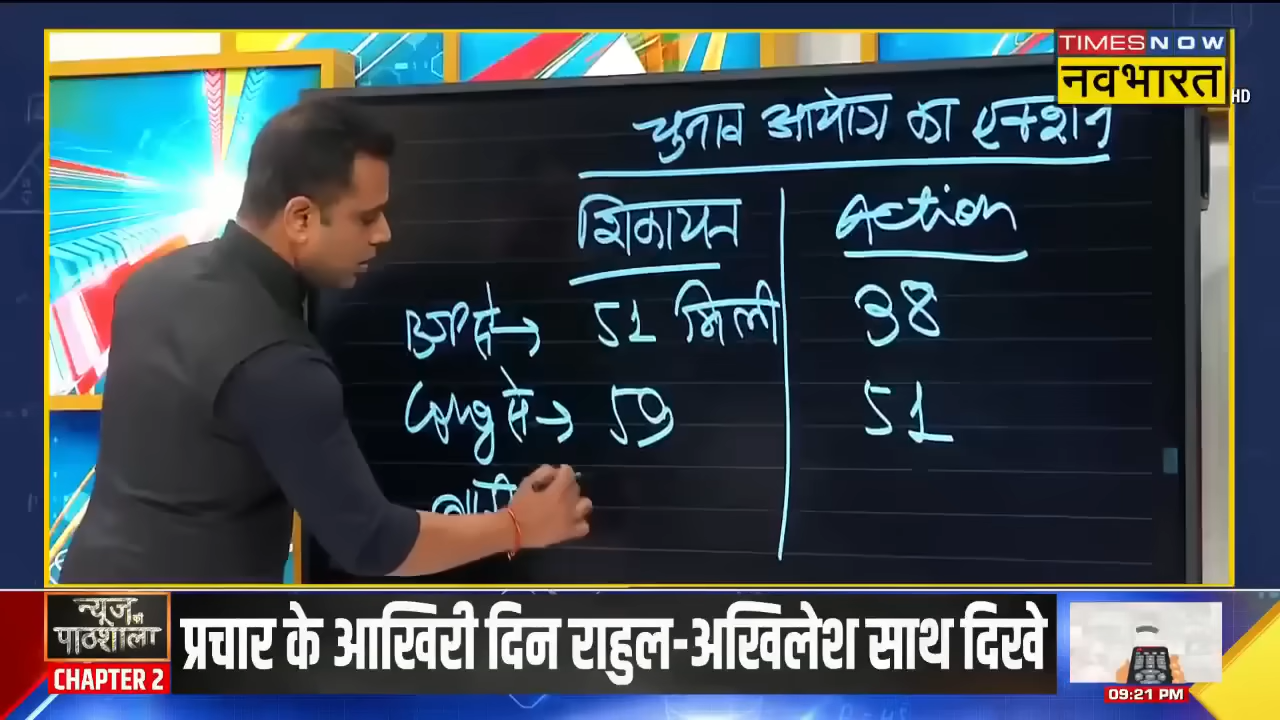 TIMES NOW
नवभारत
HD
चुनाव आयोग का एक्शन
शिकायत Action
BJP से → 51 मिली 38
Cong से → 59 51
न्यूज़ की
पाठशाला
CHAPTER 2
प्रचार के आखिरी दिन राहुल-अखिलेश साथ दिखे
09:21 PM